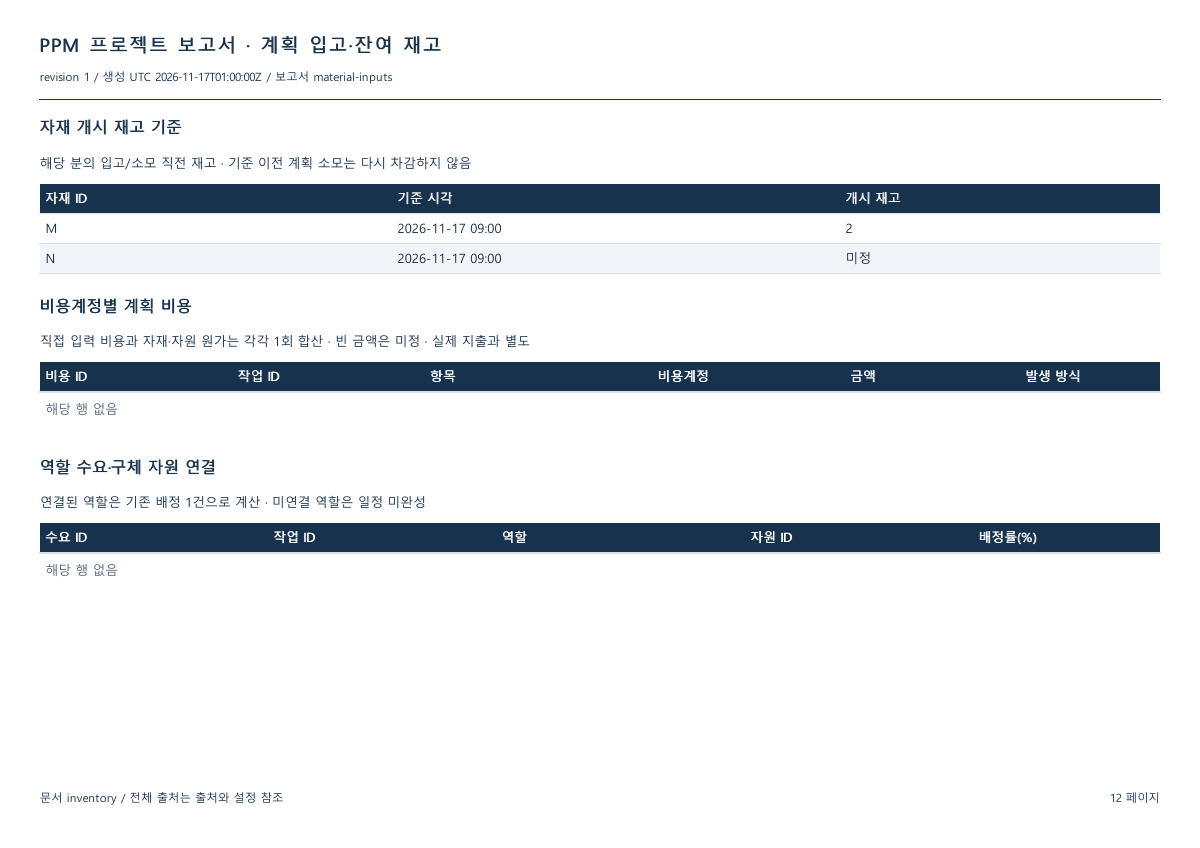 PPM 프로젝트 보고서 · 계획 입고·잔여 재고
revision 1 / 생성 UTC 2026-11-17T01:00:00Z / 보고서 material-inputs
자재 개시 재고 기준
해당 분의 입고/소모 직전 재고 · 기준 이전 계획 소모는 다시 차감하지 않음
자재 ID 기준 시각 개시 재고
M 2026-11-17 09:00 2
N 2026-11-17 09:00 미정
비용계정별 계획 비용
직접 입력 비용과 자재·자원 원가는 각각 1회 합산 · 빈 금액은 미정 · 실제 지출과 별도
비용 ID 작업 ID 항목 비용계정 금액 발생 방식
해당 행 없음
역할 수요·구체 자원 연결
연결된 역할은 기존 배정 1건으로 계산 · 미연결 역할은 일정 미완성
수요 ID 작업 ID 역할 자원 ID 배정률(%)
해당 행 없음
문서 inventory / 전체 출처는 출처와 설정 참조 12 페이지